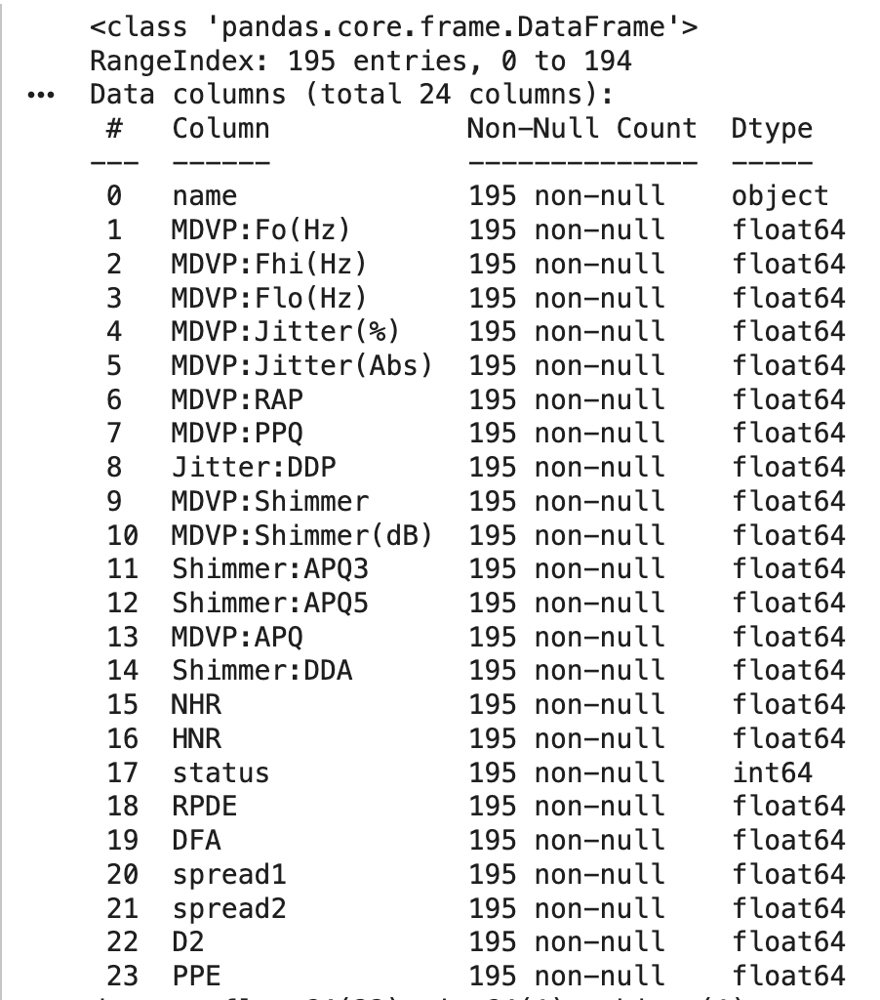 <class 'pandas.core.frame.DataFrame'>
RangeIndex: 195 entries, 0 to 194
Data columns (total 24 columns):
 #   Column            Non-Null Count  Dtype
---  ------            --------------  -----
 0   name              195 non-null    object
 1   MDVP:Fo(Hz)       195 non-null    float64
 2   MDVP:Fhi(Hz)      195 non-null    float64
 3   MDVP:Flo(Hz)      195 non-null    float64
 4   MDVP:Jitter(%)    195 non-null    float64
 5   MDVP:Jitter(Abs)  195 non-null    float64
 6   MDVP:RAP          195 non-null    float64
 7   MDVP:PPQ          195 non-null    float64
 8   Jitter:DDP        195 non-null    float64
 9   MDVP:Shimmer      195 non-null    float64
 10  MDVP:Shimmer(dB)  195 non-null    float64
 11  Shimmer:APQ3      195 non-null    float64
 12  Shimmer:APQ5      195 non-null    float64
 13  MDVP:APQ          195 non-null    float64
 14  Shimmer:DDA       195 non-null    float64
 15  NHR               195 non-null    float64
 16  HNR               195 non-null    float64
 17  status            195 non-null    int64
 18  RPDE              195 non-null    float64
 19  DFA               195 non-null    float64
 20  spread1           195 non-null    float64
 21  spread2           195 non-null    float64
 22  D2                195 non-null    float64
 23  PPE               195 non-null    float64